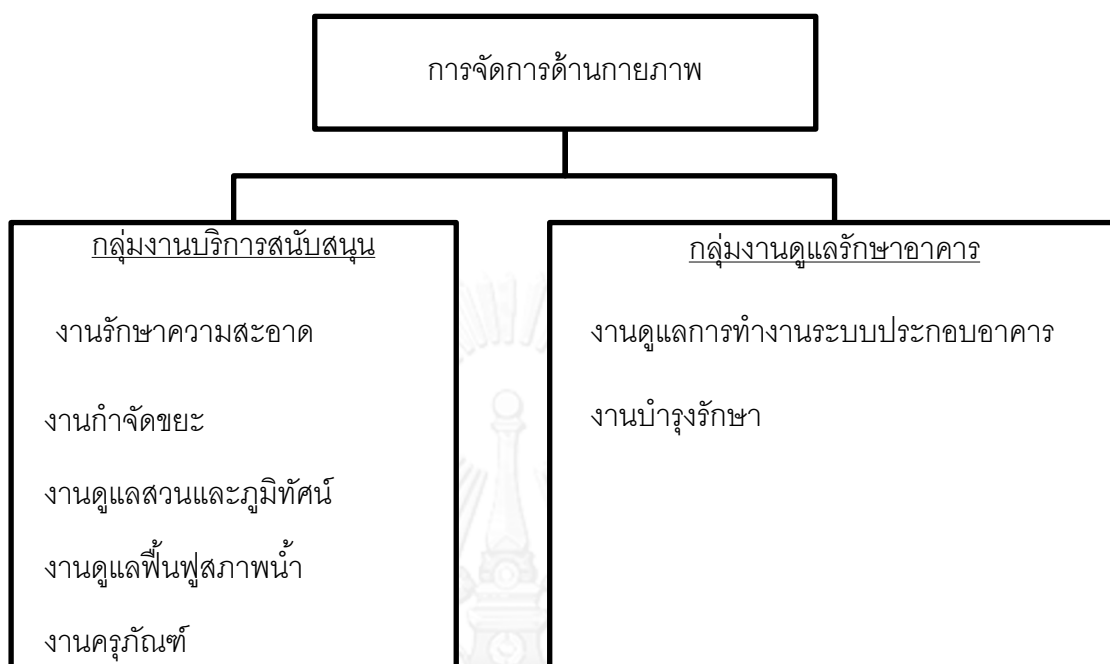 การจัดการด้านกายภาพ
กลุ่มงานบริการสนับสนุน
งานรักษาความสะอาด
งานกำจัดขยะ
งานดูแลสวนและภูมิทัศน์
งานดูแลฟื้นฟูสภาพน้ำ
งานครุภัณฑ์
กลุ่มงานดูแลรักษาอาคาร
งานดูแลการทำงานระบบประกอบอาคาร
งานบำรุงรักษา